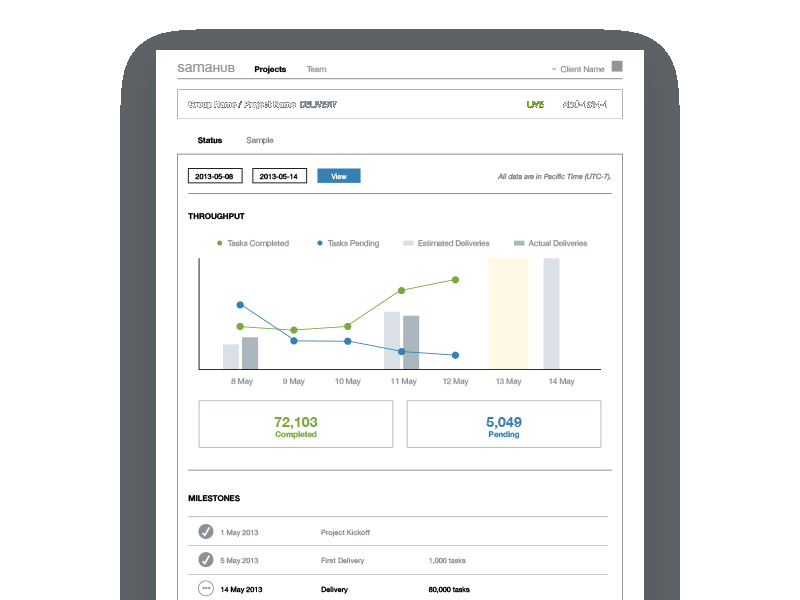 samaHUB Projects Team Client Name
Group Name / Project Name DELIVERY LIVE
Status Sample
2013-05-08 2013-05-14 View All data are in Pacific Time (UTC-7).
THROUGHPUT
Tasks Completed Tasks Pending Estimated Deliveries Actual Deliveries
8 May 9 May 10 May 11 May 12 May 13 May 14 May
72,103 5,049
Completed Pending
MILESTONES
1 May 2013 Project Kickoff
5 May 2013 First Delivery 1,000 tasks
14 May 2013 Delivery 80,000 tasks